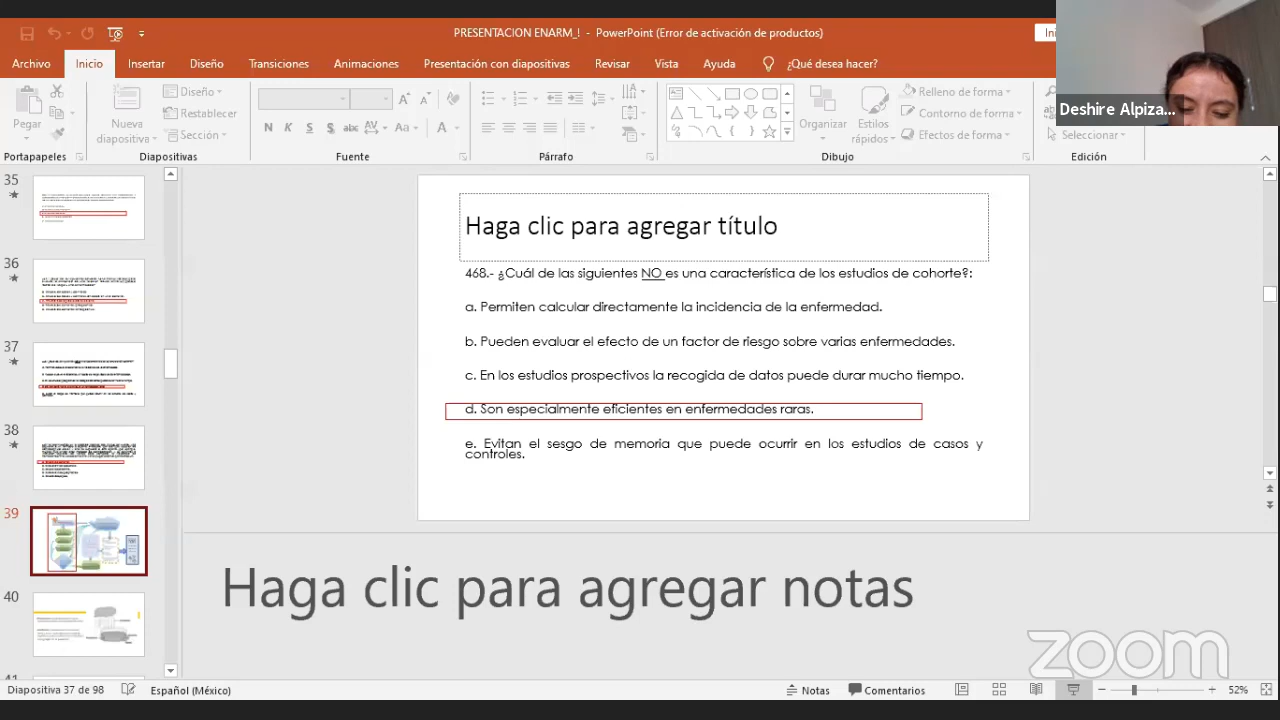 PRESENTACION ENARM_! - PowerPoint (Error de activación de productos)
Ini
Archivo Inicio Insertar Diseño Transiciones Animaciones Presentación con diapositivas Revisar Vista Ayuda ¿Qué desea hacer?
Deshire Alpiza...
Pegar
Nueva
diapositiva
Diseño
Restablecer
Sección
N K S S abc AV Aa A
Organizar
Estilos
rápidos
Relleno de forma
Contorno de forma
Efectos de forma
Seleccionar
Portapapeles Diapositivas Fuente Párrafo Dibujo Edición
35
36
37
38
39
40
Haga clic para agregar título
468.- ¿Cuál de las siguientes NO es una característica de los estudios de cohorte?:
a. Permiten calcular directamente la incidencia de la enfermedad.
b. Pueden evaluar el efecto de un factor de riesgo sobre varias enfermedades.
c. En los estudios prospectivos la recogida de datos puede durar mucho tiempo.
d. Son especialmente eficientes en enfermedades raras.
e. Evitan el sesgo de memoria que puede ocurrir en los estudios de casos y
controles.
Haga clic para agregar notas
zoom
Diapositiva 37 de 98 Español (México) Notas Comentarios 52%